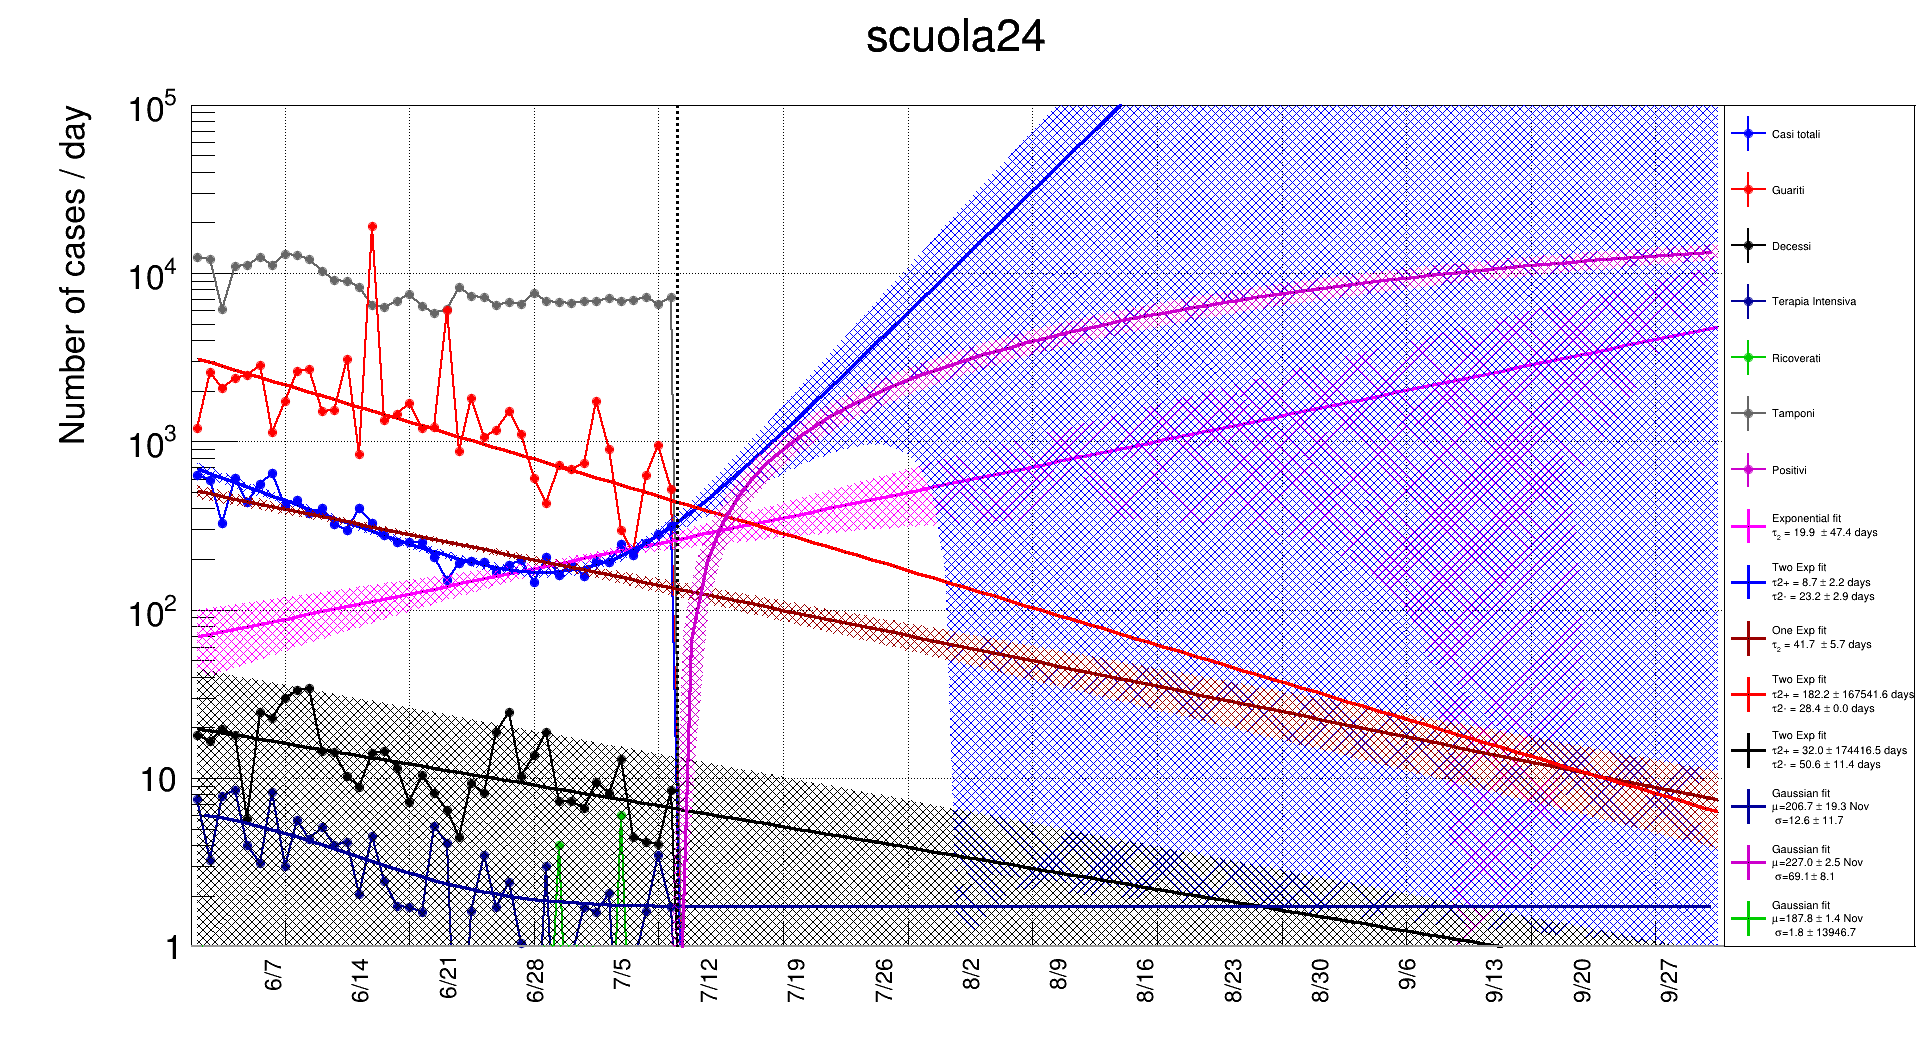 scuola24
Number of cases / day
10^5
10^4
10^3
10^2
10
1
6/7
6/14
6/21
6/28
7/5
7/12
7/19
7/26
8/2
8/9
8/16
8/23
8/30
9/6
9/13
9/20
9/27
Casi totali
Guariti
Decessi
Terapia Intensiva
Ricoverati
Tamponi
Positivi
Exponential fit
τ₂ = 19.9 ± 47.4 days
Two Exp fit
τ2+ = 8.7 ± 2.2 days
τ2- = 23.2 ± 2.9 days
One Exp fit
τ₂ = 41.7 ± 5.7 days
Two Exp fit
τ2+ = 182.2 ± 167541.6 days
τ2- = 28.4 ± 0.0 days
Two Exp fit
τ2+ = 32.0 ± 174416.5 days
τ2- = 50.6 ± 11.4 days
Gaussian fit
μ=206.7 ± 19.3 Nov
σ=12.6 ± 11.7
Gaussian fit
μ=227.0 ± 2.5 Nov
σ=69.1 ± 8.1
Gaussian fit
μ=187.8 ± 1.4 Nov
σ=1.8 ± 13946.7